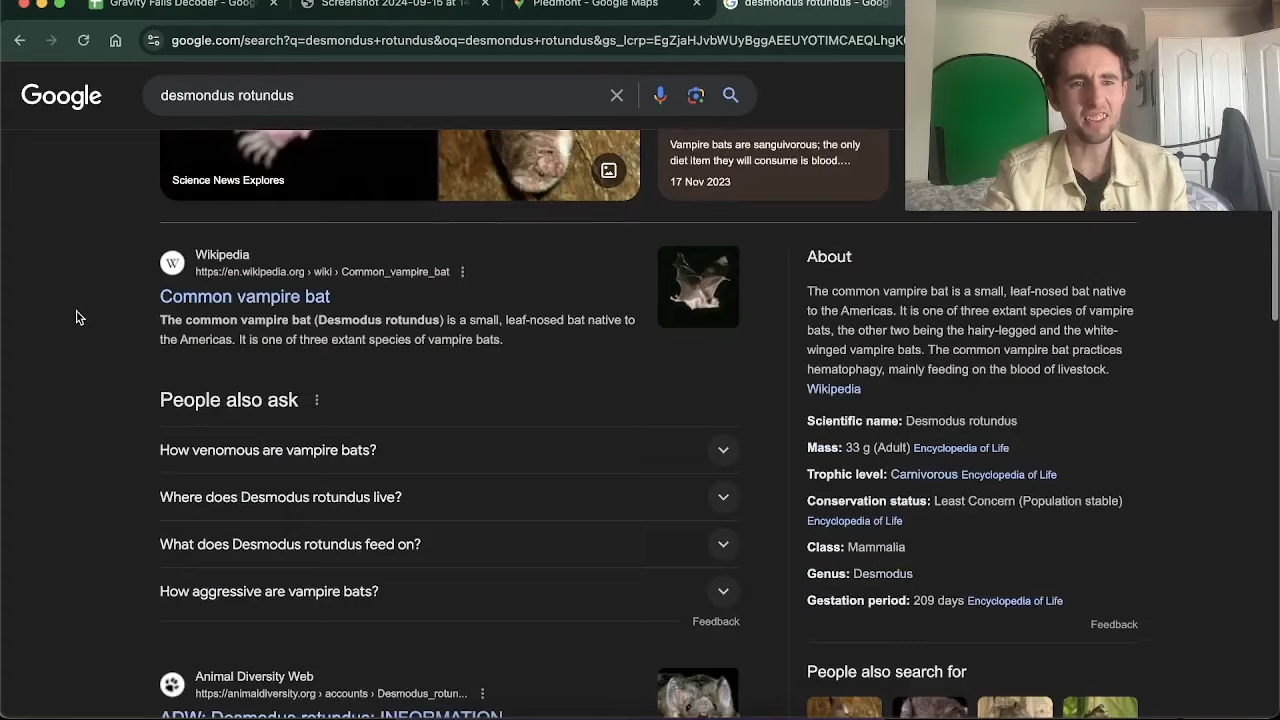 Gravity Falls Decoder - Goog
Screenshot 2024-09-15 at 1
Piedmont - Google Maps
desmondus rotundus - Goog
google.com/search?q=desmondus+rotundus&oq=desmondus+rotundus&gs_lcrp=EgZjaHJvbWUyBggAEEUYOTIMCAEQLhgK
Google
desmondus rotundus
Science News Explores
Vampire bats are sanguivorous; the only
diet item they will consume is blood....
17 Nov 2023
W
Wikipedia
https://en.wikipedia.org › wiki › Common_vampire_bat
Common vampire bat
The common vampire bat (Desmodus rotundus) is a small, leaf-nosed bat native to
the Americas. It is one of three extant species of vampire bats.
People also ask
How venomous are vampire bats?
Where does Desmodus rotundus live?
What does Desmodus rotundus feed on?
How aggressive are vampire bats?
Feedback
Animal Diversity Web
https://animaldiversity.org › accounts › Desmodus_rotun...
ADW: Desmodus rotundus: INFORMATION
About
The common vampire bat is a small, leaf-nosed bat native
to the Americas. It is one of three extant species of vampire
bats, the other two being the hairy-legged and the white-
winged vampire bats. The common vampire bat practices
hematophagy, mainly feeding on the blood of livestock.
Wikipedia
Scientific name: Desmodus rotundus
Mass: 33 g (Adult) Encyclopedia of Life
Trophic level: Carnivorous Encyclopedia of Life
Conservation status: Least Concern (Population stable)
Encyclopedia of Life
Class: Mammalia
Genus: Desmodus
Gestation period: 209 days Encyclopedia of Life
Feedback
People also search for